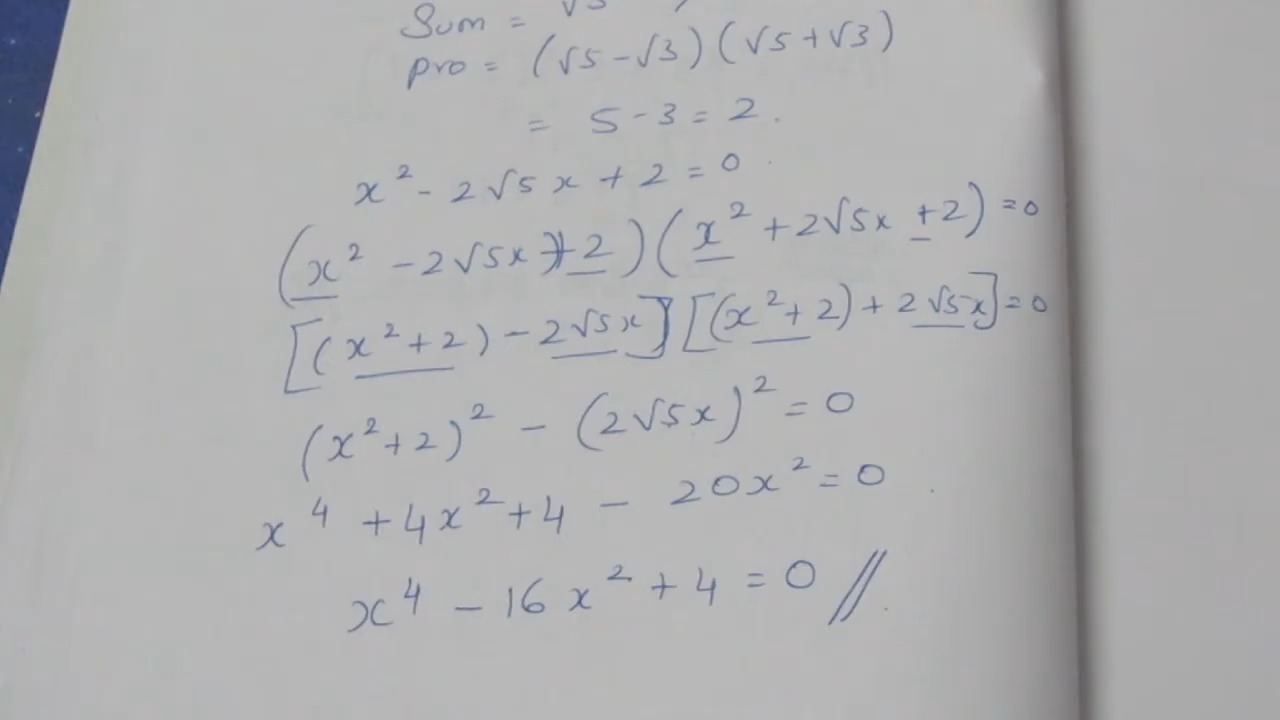 Sum = √5
pro = (√5 - √3) (√5 + √3)
= 5 - 3 = 2.
x² - 2√5x + 2 = 0
(x² - 2√5x + 2) (x² + 2√5x + 2) = 0
[(x² + 2) - 2√5x] [(x² + 2) + 2√5x] = 0
(x² + 2)² - (2√5x)² = 0
x⁴ + 4x² + 4 - 20x² = 0
x⁴ - 16x² + 4 = 0 //